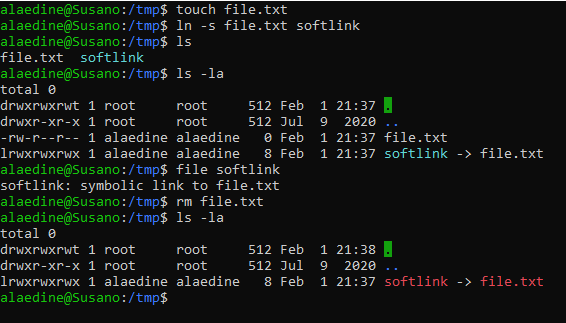 alaedine@Susano:/tmp$ touch file.txt
alaedine@Susano:/tmp$ ln -s file.txt softlink
alaedine@Susano:/tmp$ ls
file.txt  softlink
alaedine@Susano:/tmp$ ls -la
total 0
drwxrwxrwt 1 root     root     512 Feb  1 21:37 .
drwxr-xr-x 1 root     root     512 Jul  9  2020 ..
-rw-r--r-- 1 alaedine alaedine   0 Feb  1 21:37 file.txt
lrwxrwxrwx 1 alaedine alaedine   8 Feb  1 21:37 softlink -> file.txt
alaedine@Susano:/tmp$ file softlink
softlink: symbolic link to file.txt
alaedine@Susano:/tmp$ rm file.txt
alaedine@Susano:/tmp$ ls -la
total 0
drwxrwxrwt 1 root     root     512 Feb  1 21:38 .
drwxr-xr-x 1 root     root     512 Jul  9  2020 ..
lrwxrwxrwx 1 alaedine alaedine   8 Feb  1 21:37 softlink -> file.txt
alaedine@Susano:/tmp$